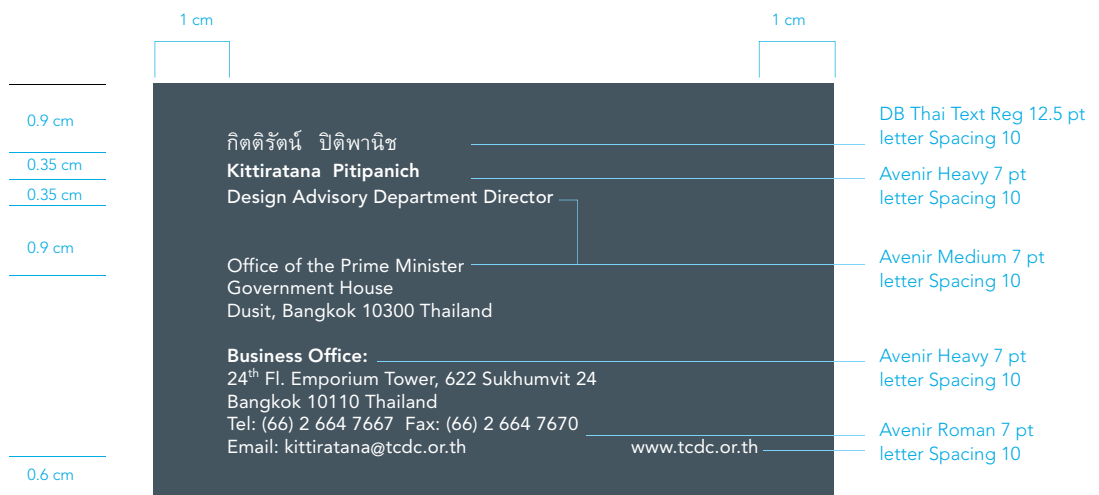 1 cm
1 cm
0.9 cm
0.35 cm
0.35 cm
0.9 cm
0.6 cm
กิตติรัตน์ ปิติพานิช
Kittiratana Pitipanich
Design Advisory Department Director
Office of the Prime Minister
Government House
Dusit, Bangkok 10300 Thailand
Business Office:
24th Fl. Emporium Tower, 622 Sukhumvit 24
Bangkok 10110 Thailand
Tel: (66) 2 664 7667 Fax: (66) 2 664 7670
Email: kittiratana@tcdc.or.th
www.tcdc.or.th
DB Thai Text Reg 12.5 pt
letter Spacing 10
Avenir Heavy 7 pt
letter Spacing 10
Avenir Medium 7 pt
letter Spacing 10
Avenir Heavy 7 pt
letter Spacing 10
Avenir Roman 7 pt
letter Spacing 10